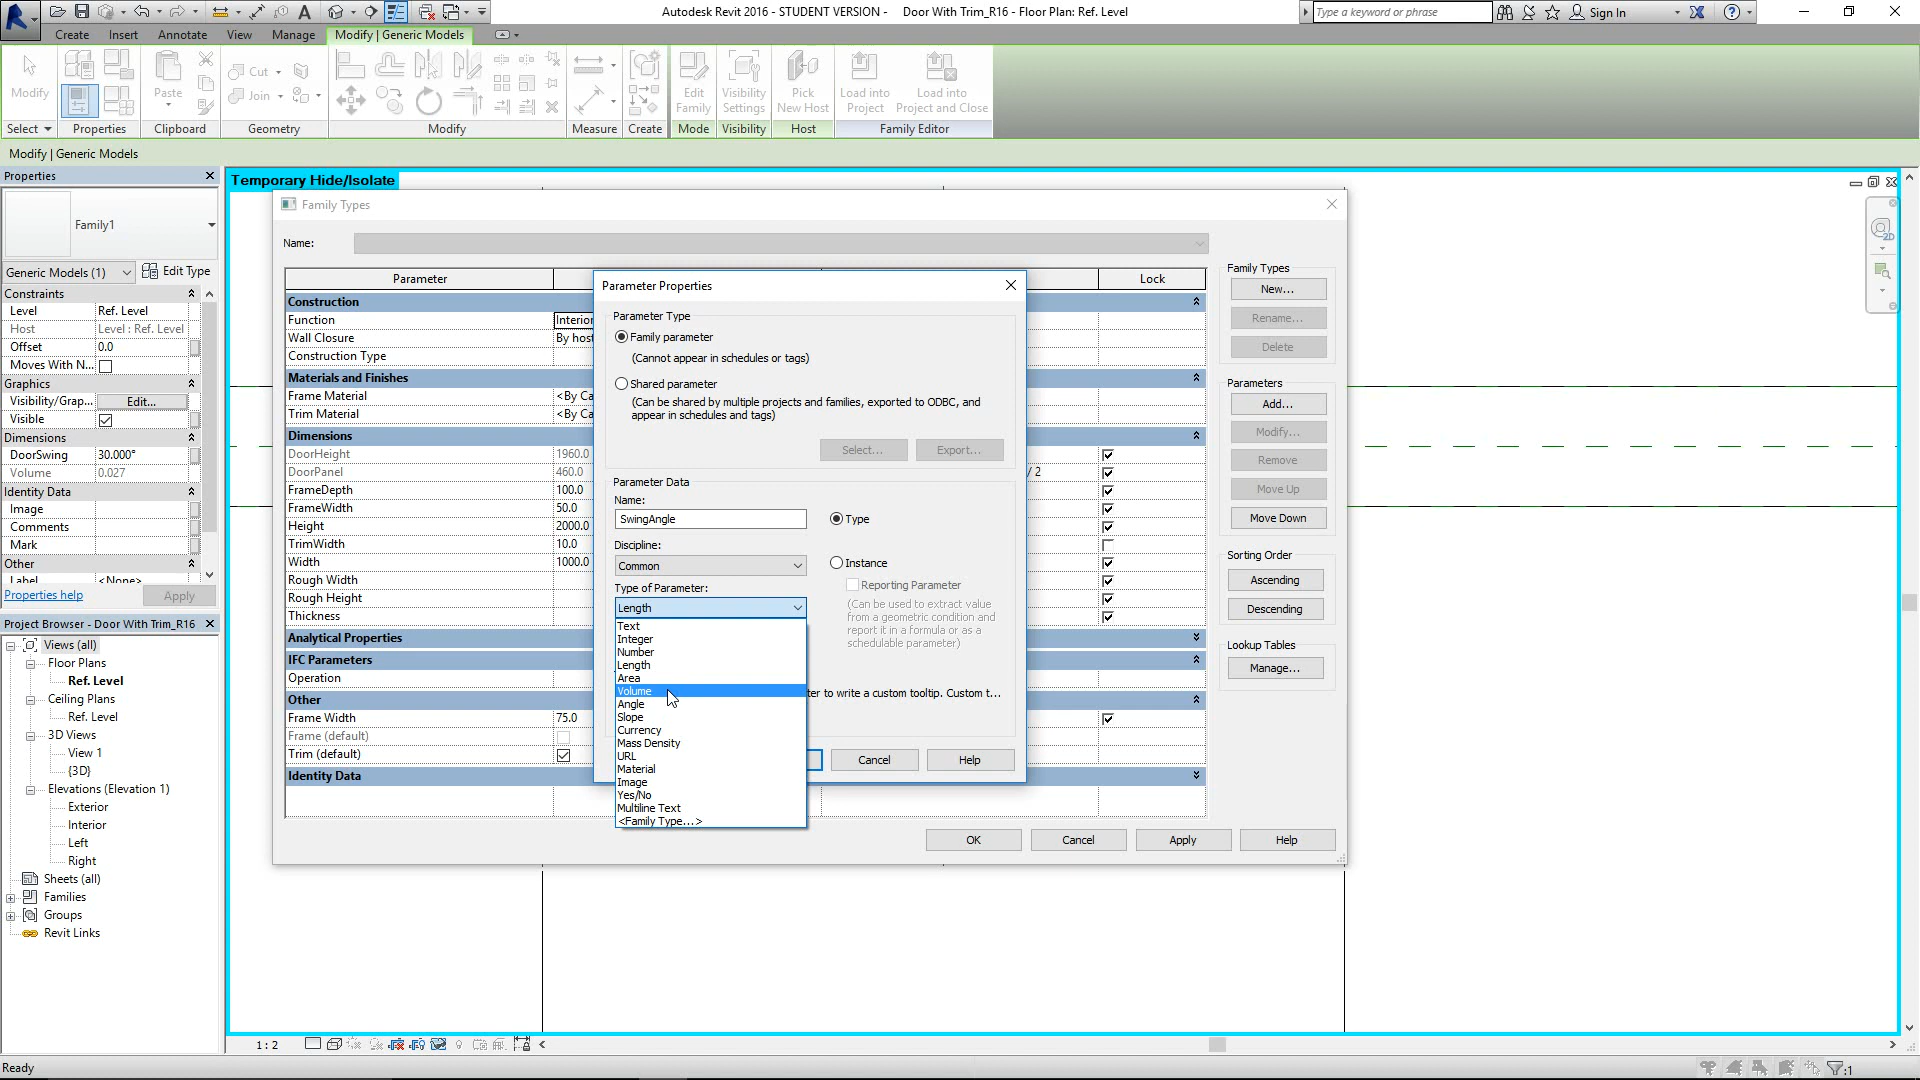 Autodesk Revit 2016 - STUDENT VERSION -    Door With Trim_R16 - Floor Plan: Ref. Level
Type a keyword or phrase
Sign In
Create
Insert
Annotate
View
Manage
Modify | Generic Models
Modify
Paste
Cut
Join
Edit
Family
Visibility
Settings
Pick
New Host
Load into
Project
Load into
Project and Close
Select
Properties
Clipboard
Geometry
Modify
Measure
Create
Mode
Visibility
Host
Family Editor
Modify | Generic Models
Properties
Family1
Generic Models (1)
Edit Type
Constraints
Level
Ref. Level
Host
Level : Ref. Level
Offset
0.0
Moves With N...
Graphics
Visibility/Grap...
Edit...
Visible
Dimensions
DoorSwing
30.000°
Volume
0.027
Identity Data
Image
Comments
Mark
Other
Label
<None>
Properties help
Apply
Project Browser - Door With Trim_R16
Views (all)
Floor Plans
Ref. Level
Ceiling Plans
Ref. Level
3D Views
View 1
{3D}
Elevations (Elevation 1)
Exterior
Interior
Left
Right
Sheets (all)
Families
Groups
Revit Links
Temporary Hide/Isolate
2D
Family Types
Name:
Parameter
Lock
Construction
Function
Interior
Wall Closure
By host
Construction Type
Materials and Finishes
Frame Material
<By Ca
Trim Material
<By Ca
Dimensions
DoorHeight
1960.0
DoorPanel
460.0
/ 2
FrameDepth
100.0
FrameWidth
50.0
Height
2000.0
TrimWidth
10.0
Width
1000.0
Rough Width
Rough Height
Thickness
Analytical Properties
IFC Parameters
Operation
Other
Frame Width
75.0
Frame (default)
Trim (default)
Identity Data
Family Types
New...
Rename...
Delete
Parameters
Add...
Modify...
Remove
Move Up
Move Down
Sorting Order
Ascending
Descending
Lookup Tables
Manage...
OK
Cancel
Apply
Help
Parameter Properties
Parameter Type
Family parameter
(Cannot appear in schedules or tags)
Shared parameter
(Can be shared by multiple projects and families, exported to ODBC, and
appear in schedules and tags)
Select...
Export...
Parameter Data
Name:
SwingAngle
Type
Discipline:
Common
Instance
Type of Parameter:
Reporting Parameter
Length
(Can be used to extract value
from a geometric condition and
report it in a formula or as a
schedulable parameter)
Text
Integer
Number
Length
Area
Volume
Angle
Slope
Currency
Mass Density
URL
Material
Image
Yes/No
Multiline Text
<Family Type...>
to write a custom tooltip. Custom t...
Cancel
Help
1 : 2
Ready
:1